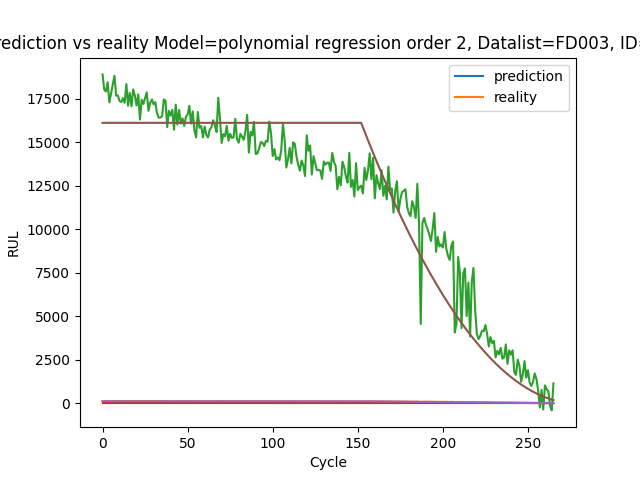 rediction vs reality Model=polynomial regression order 2, Datalist=FD003, ID=
prediction
reality
17500
15000
12500
10000
7500
5000
2500
0
RUL
0 50 100 150 200 250
Cycle